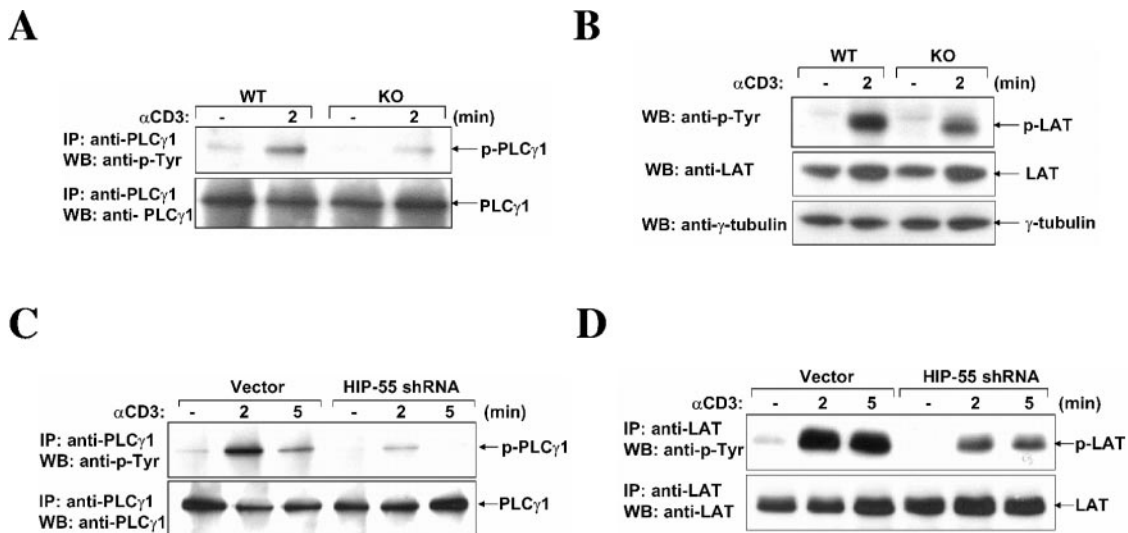 A
WT KO
αCD3: - 2 - 2 (min)
IP: anti-PLCγ1
WB: anti-p-Tyr
p-PLCγ1
IP: anti-PLCγ1
WB: anti- PLCγ1
PLCγ1
B
WT KO
αCD3: - 2 - 2 (min)
WB: anti-p-Tyr
p-LAT
WB: anti-LAT
LAT
WB: anti-γ-tubulin
γ-tubulin
C
Vector HIP-55 shRNA
αCD3: - 2 5 - 2 5 (min)
IP: anti-PLCγ1
WB: anti-p-Tyr
p-PLCγ1
IP: anti-PLCγ1
WB: anti-PLCγ1
PLCγ1
D
Vector HIP-55 shRNA
αCD3: - 2 5 - 2 5 (min)
IP: anti-LAT
WB: anti-p-Tyr
p-LAT
IP: anti-LAT
WB: anti-LAT
LAT